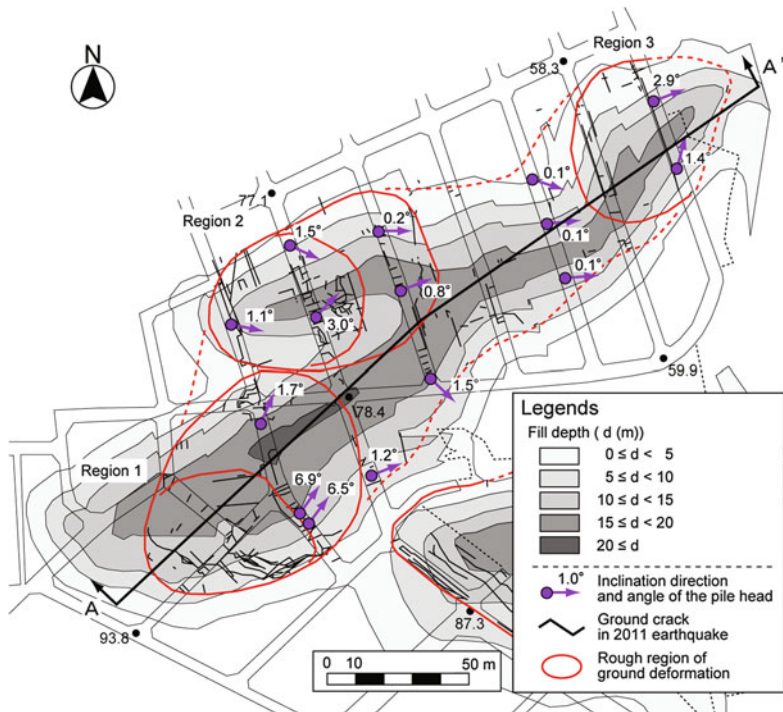 N
Region 3
58.3
A'
2.9°
1.4°
0.1°
77.1
Region 2
0.2°
1.5°
0.1°
0.1°
0.8°
1.1°
3.0°
59.9
1.5°
1.7°
78.4
Region 1
1.2°
6.9°
6.5°
A
93.8
87.3
0 10 50 m
Legends
Fill depth ( d (m))
0 ≤ d < 5
5 ≤ d < 10
10 ≤ d < 15
15 ≤ d < 20
20 ≤ d
1.0°
Inclination direction
and angle of the pile head
Ground crack
in 2011 earthquake
Rough region of
ground deformation